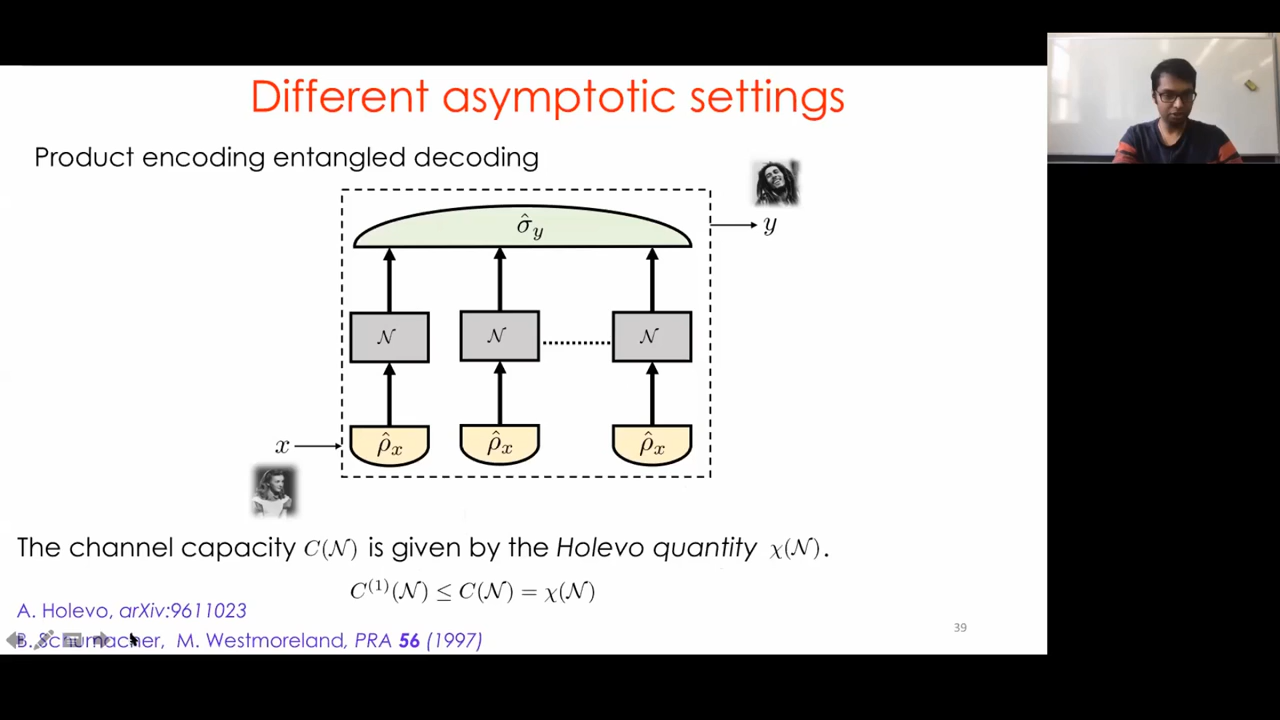 Different asymptotic settings
Product encoding entangled decoding
σ̂_y
y
𝒩 𝒩 𝒩
x
ρ̂_x ρ̂_x ρ̂_x
The channel capacity C(𝒩) is given by the Holevo quantity χ(𝒩).
C^{(1)}(𝒩) ≤ C(𝒩) = χ(𝒩)
A. Holevo, arXiv:9611023
39
B. Schumacher, M. Westmoreland, PRA 56 (1997)